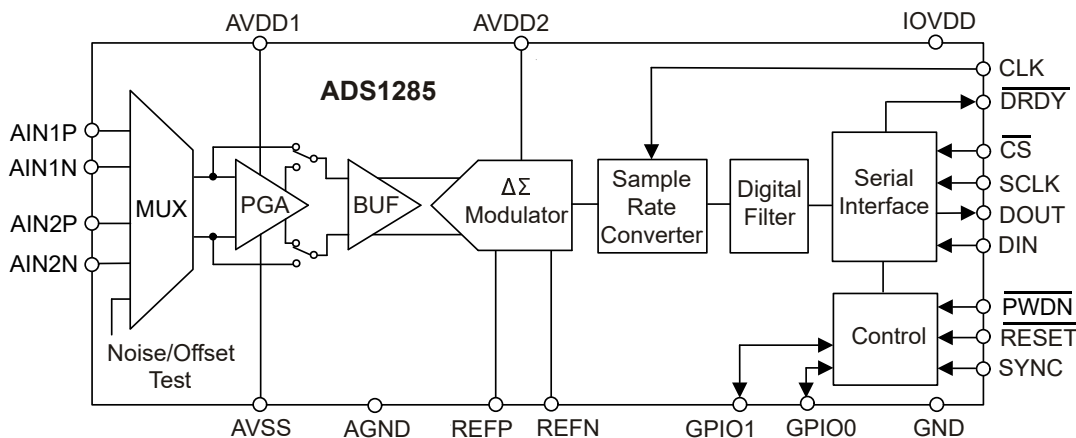 AVDD1
AVDD2
IOVDD
ADS1285
CLK
DRDY
AIN1P
AIN1N
AIN2P
AIN2N
MUX
PGA
BUF
ΔΣ
Modulator
Sample
Rate
Converter
Digital
Filter
Serial
Interface
CS
SCLK
DOUT
DIN
Control
PWDN
RESET
SYNC
Noise/Offset
Test
AVSS
AGND
REFP
REFN
GPIO1
GPIO0
GND